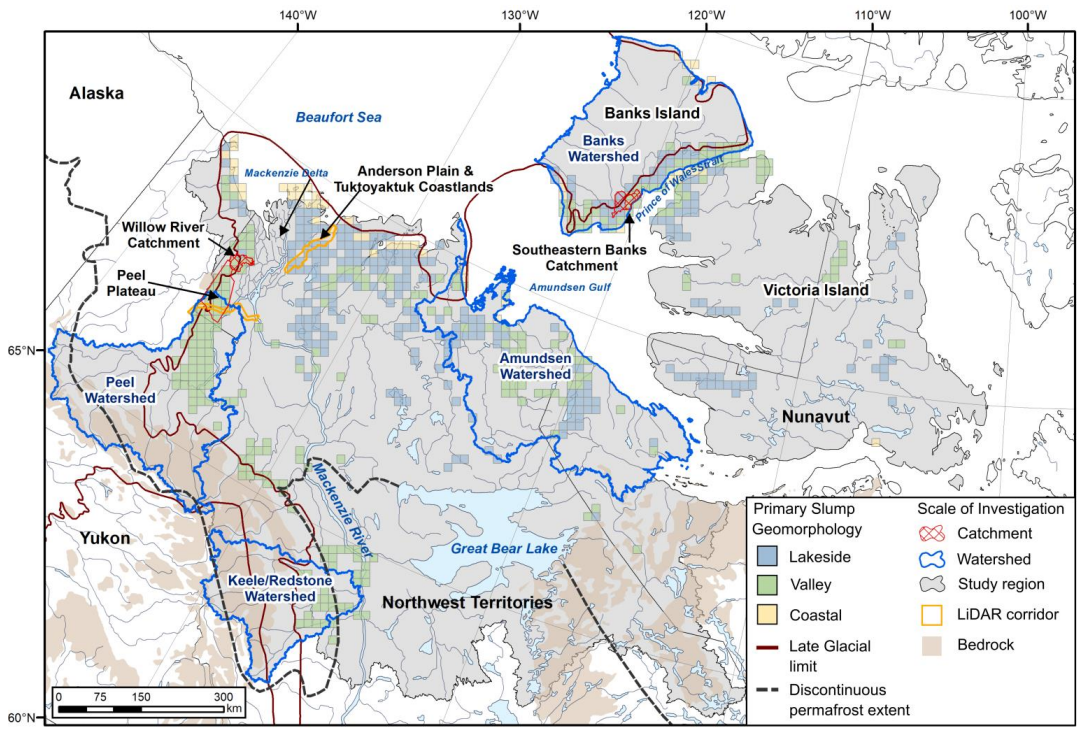 140°W
130°W
120°W
110°W
100°W
Alaska
Beaufort Sea
Banks Island
Banks
Watershed
Mackenzie Delta
Anderson Plain &
Tuktoyaktuk Coastlands
Prince of Wales Strait
Willow River
Catchment
Southeastern Banks
Catchment
Peel
Plateau
Amundsen Gulf
Victoria Island
65°N
Amundsen
Watershed
Peel
Watershed
Nunavut
Mackenzie River
Yukon
Great Bear Lake
Keele/Redstone
Watershed
Northwest Territories
60°N
0 75 150 300
km
Primary Slump
Geomorphology
Lakeside
Valley
Coastal
Late Glacial
limit
Discontinuous
permafrost extent
Scale of Investigation
Catchment
Watershed
Study region
LiDAR corridor
Bedrock